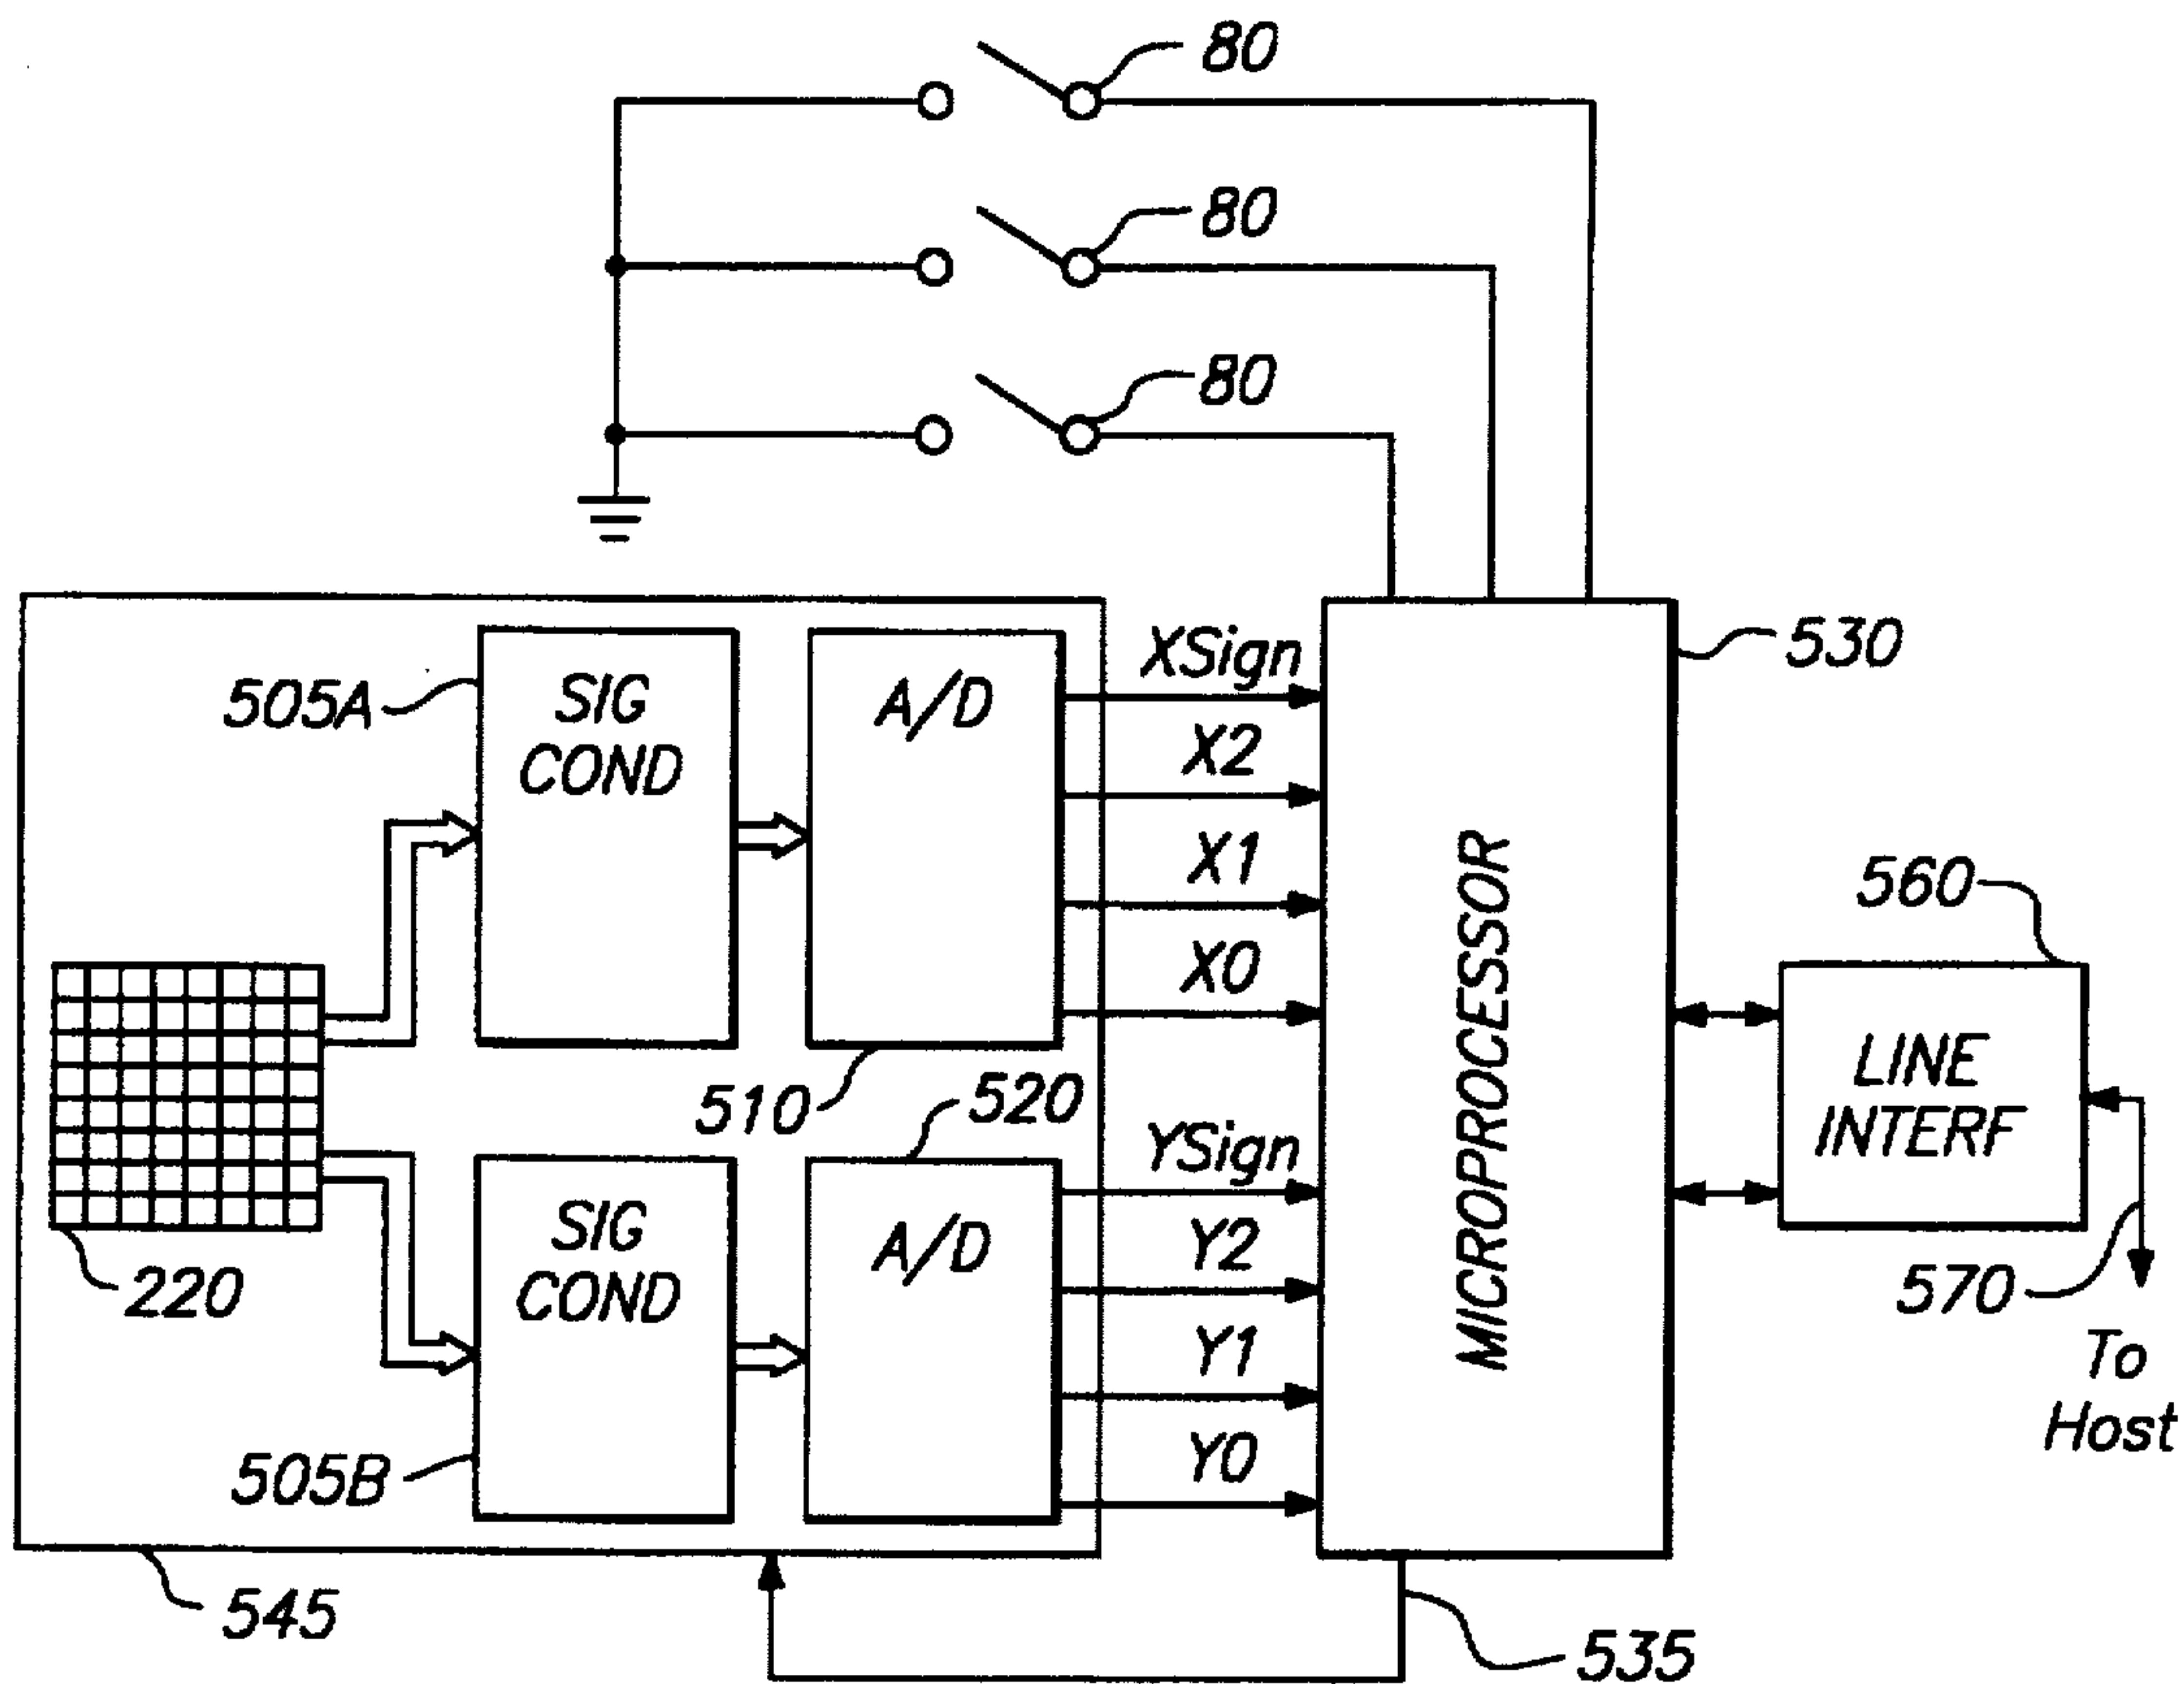 80
80
80
530
505A
SIG
COND
A/D
XSign
X2
X1
X0
510
520
MICROPROCESSOR
560
LINE
INTERF
220
505B
SIG
COND
A/D
YSign
Y2
Y1
Y0
570
To
Host
545
535